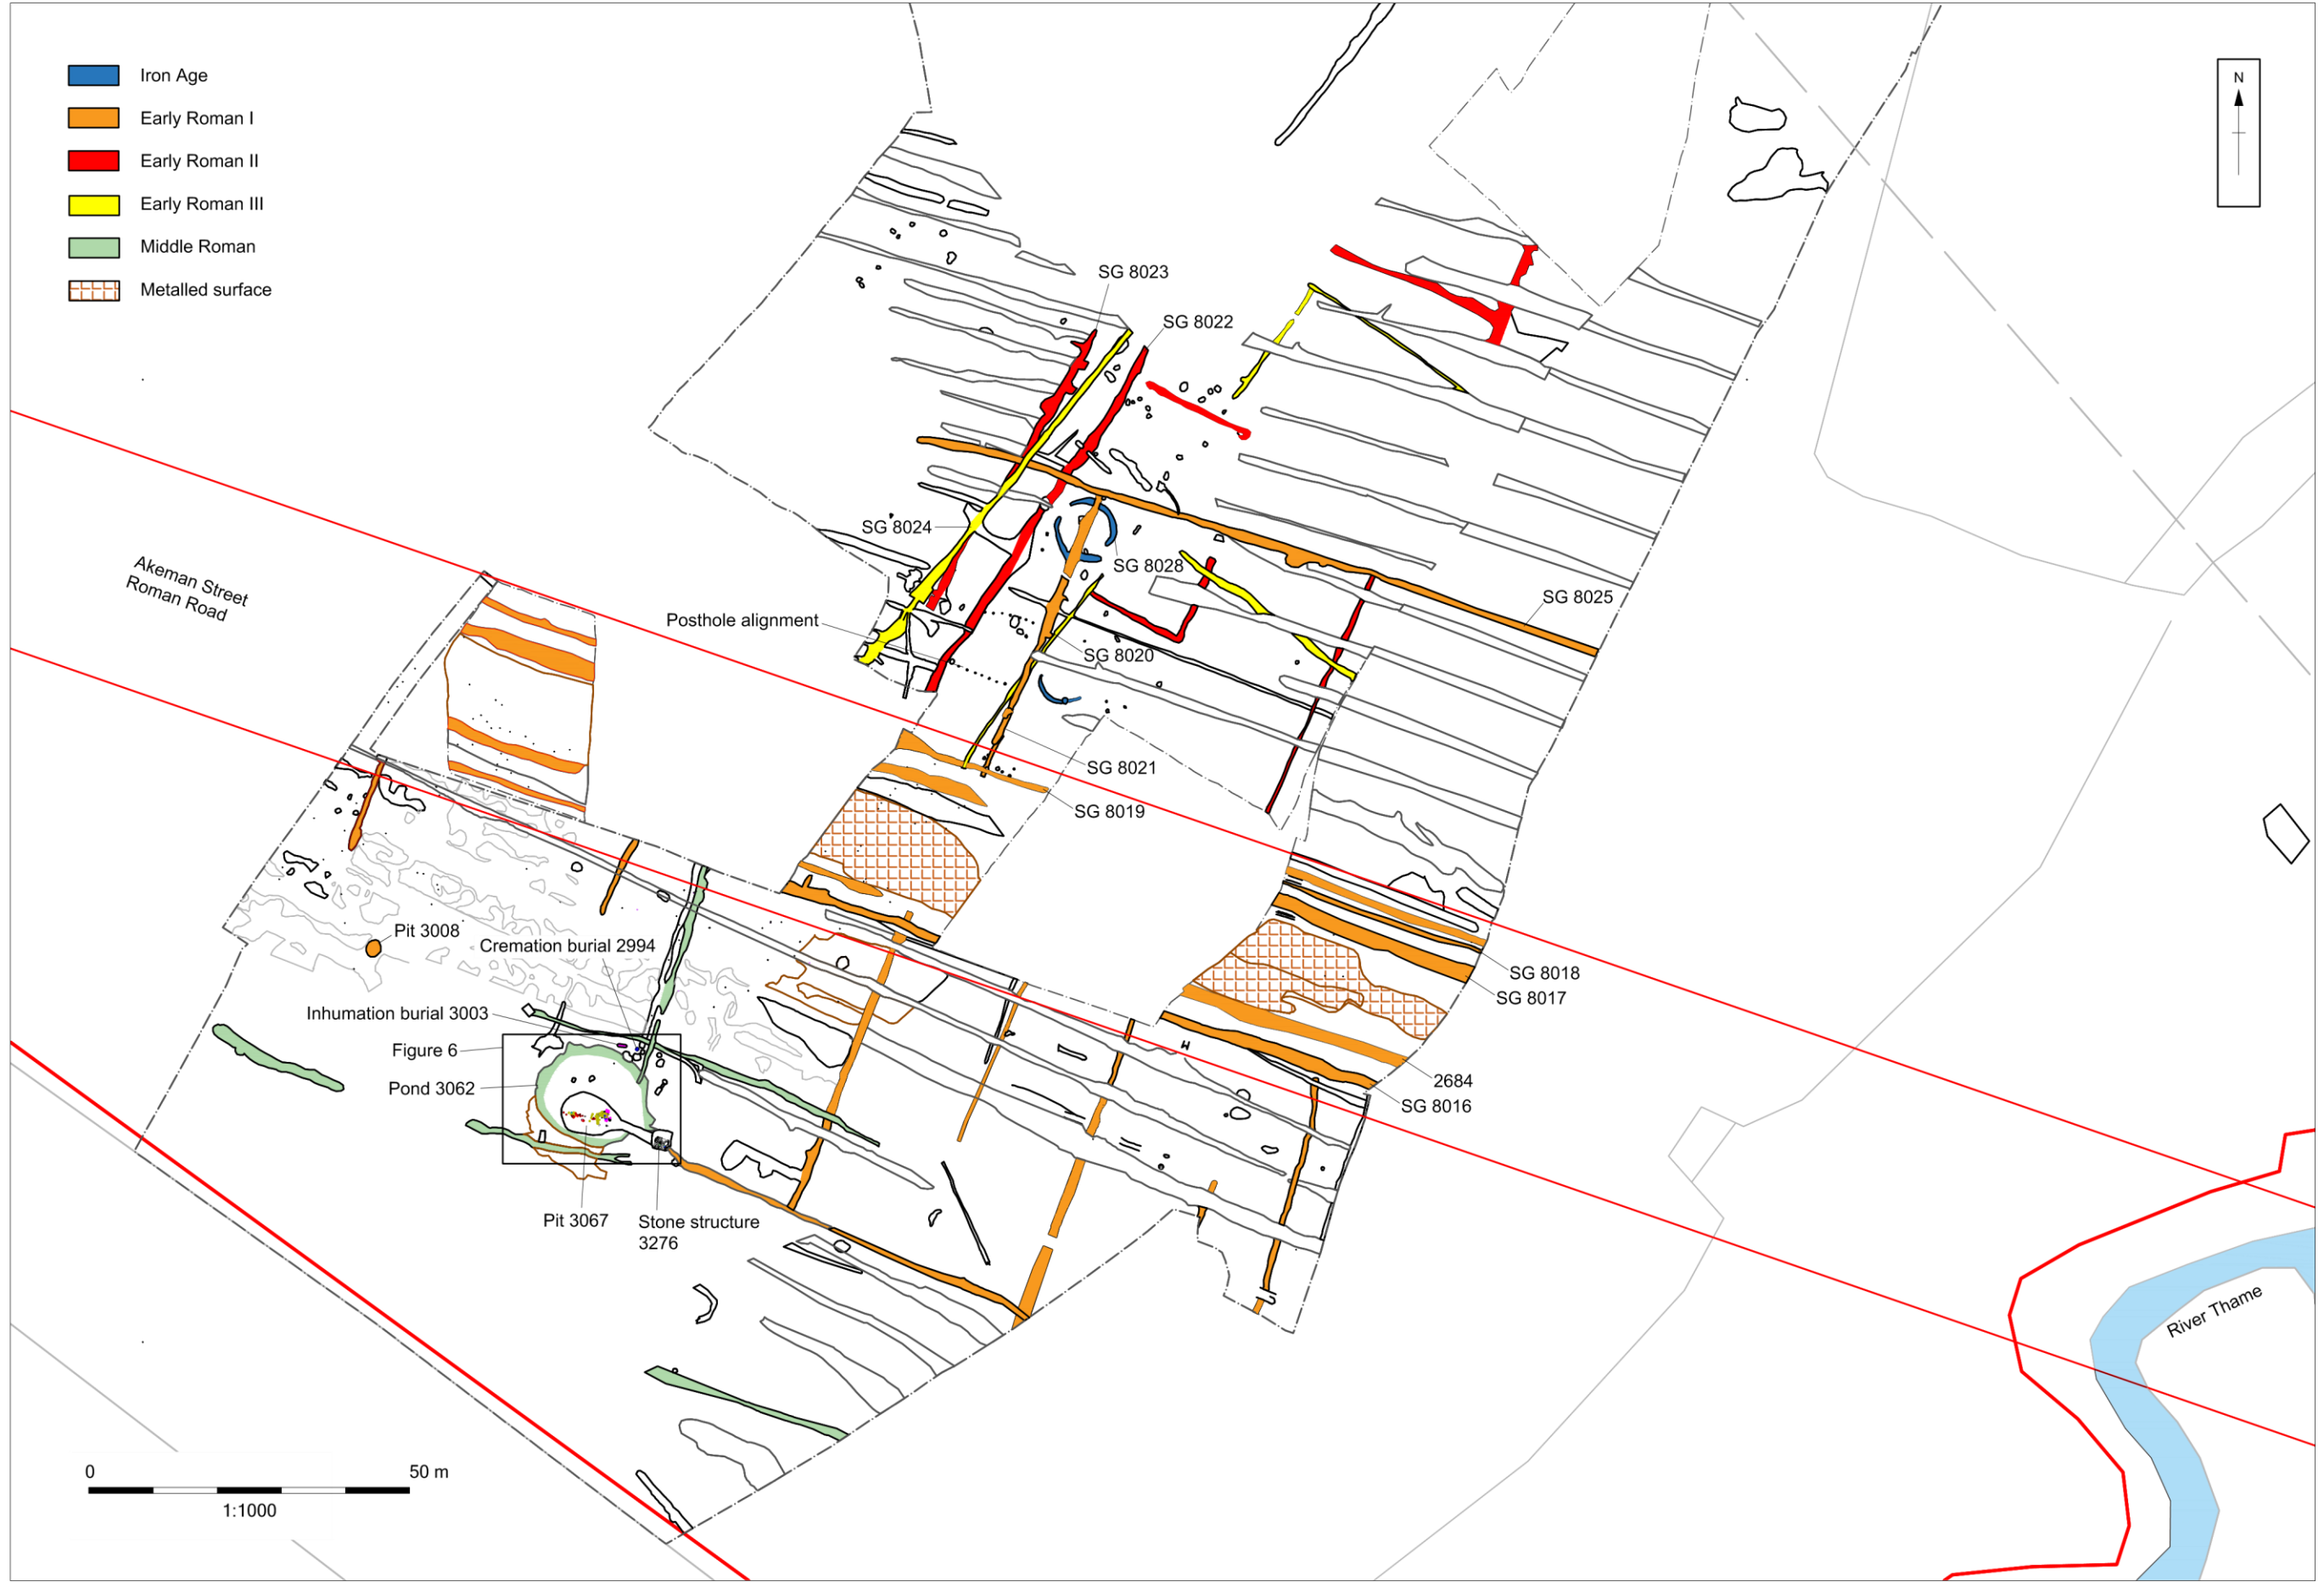 Iron Age
Early Roman I
Early Roman II
Early Roman III
Middle Roman
Metalled surface
N
SG 8023
SG 8022
SG 8024
SG 8028
SG 8025
Akeman Street
Roman Road
Posthole alignment
SG 8020
SG 8021
SG 8019
Pit 3008
Cremation burial 2994
SG 8018
SG 8017
Inhumation burial 3003
Figure 6
Pond 3062
2684
SG 8016
Pit 3067
Stone structure
3276
River Thame
0
50 m
1:1000